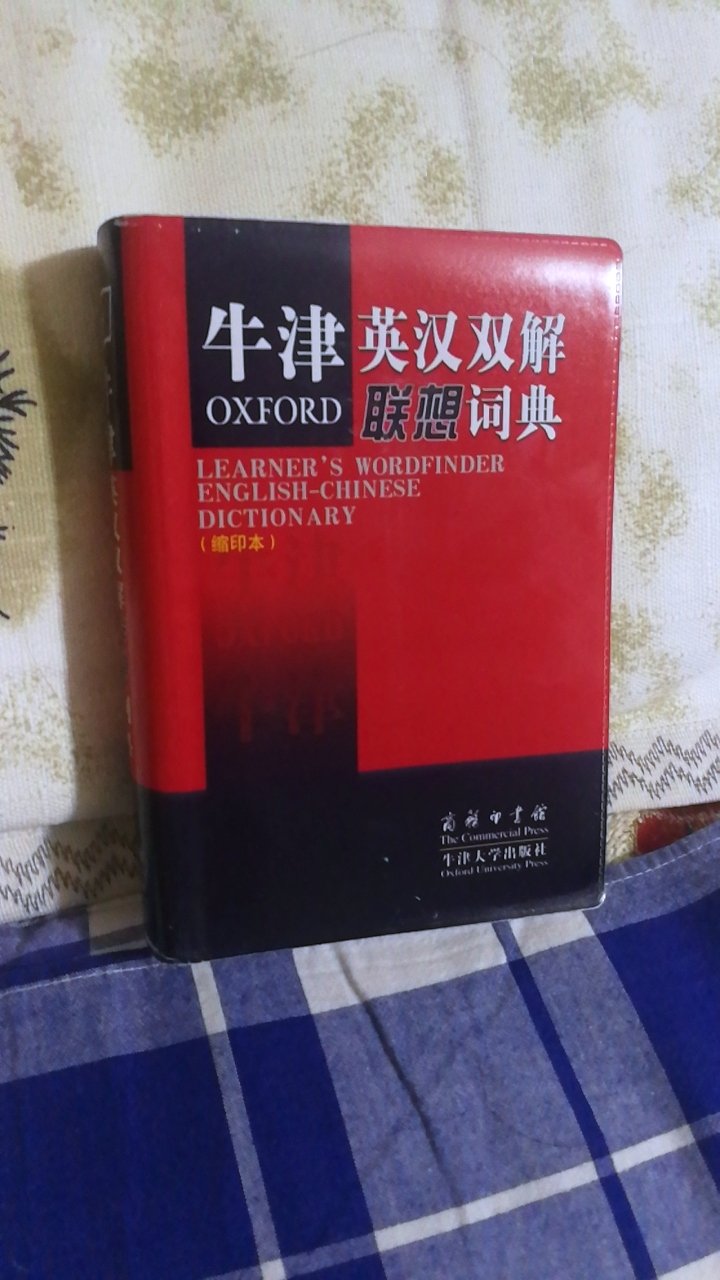 牛津 英汉双解
OXFORD 联想词典
LEARNER'S WORDFINDER
ENGLISH-CHINESE
DICTIONARY
（缩印本）
商务印书馆
The Commercial Press
牛津大学出版社
Oxford University Press